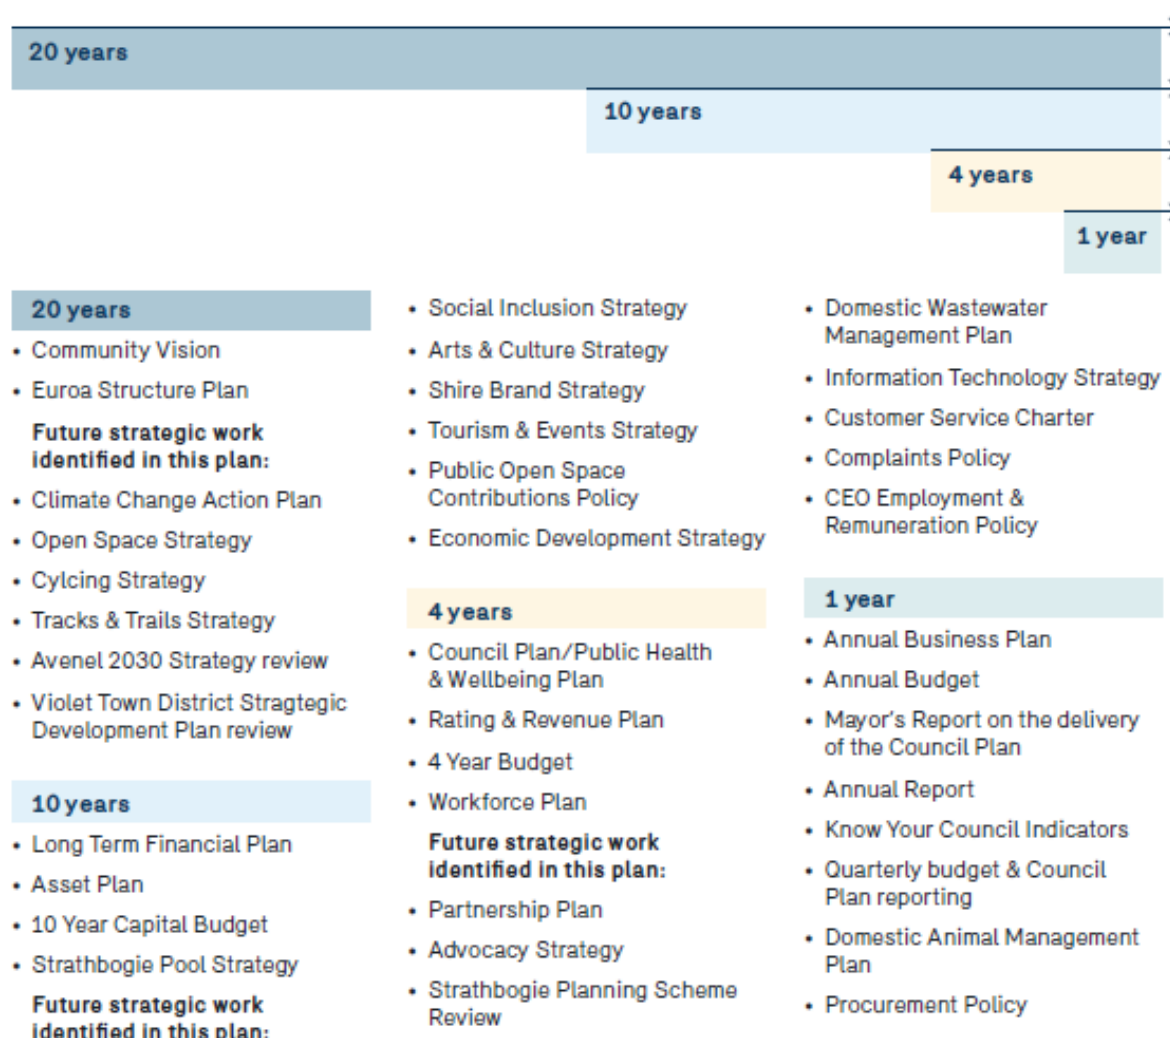 20 years
10 years
4 years
1 year
20 years
• Community Vision
• Euroa Structure Plan
Future strategic work
identified in this plan:
• Climate Change Action Plan
• Open Space Strategy
• Cylcing Strategy
• Tracks & Trails Strategy
• Avenel 2030 Strategy review
• Violet Town District Stragtegic
Development Plan review
10 years
• Long Term Financial Plan
• Asset Plan
• 10 Year Capital Budget
• Strathbogie Pool Strategy
Future strategic work
identified in this plan:
• Social Inclusion Strategy
• Arts & Culture Strategy
• Shire Brand Strategy
• Tourism & Events Strategy
• Public Open Space
Contributions Policy
• Economic Development Strategy
4 years
• Council Plan/Public Health
& Wellbeing Plan
• Rating & Revenue Plan
• 4 Year Budget
• Workforce Plan
Future strategic work
identified in this plan:
• Partnership Plan
• Advocacy Strategy
• Strathbogie Planning Scheme
Review
• Domestic Wastewater
Management Plan
• Information Technology Strategy
• Customer Service Charter
• Complaints Policy
• CEO Employment &
Remuneration Policy
1 year
• Annual Business Plan
• Annual Budget
• Mayor's Report on the delivery
of the Council Plan
• Annual Report
• Know Your Council Indicators
• Quarterly budget & Council
Plan reporting
• Domestic Animal Management
Plan
• Procurement Policy